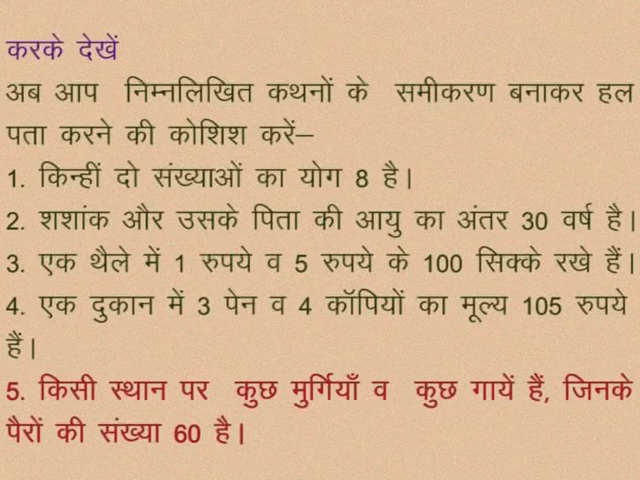 करके देखें
अब आप निम्नलिखित कथनों के समीकरण बनाकर हल
पता करने की कोशिश करें–
1. किन्हीं दो संख्याओं का योग 8 है।
2. शशांक और उसके पिता की आयु का अंतर 30 वर्ष है।
3. एक थैले में 1 रुपये व 5 रुपये के 100 सिक्के रखे हैं।
4. एक दुकान में 3 पेन व 4 कॉपियों का मूल्य 105 रुपये
हैं।
5. किसी स्थान पर कुछ मुर्गियाँ व कुछ गायें हैं, जिनके
पैरों की संख्या 60 है।